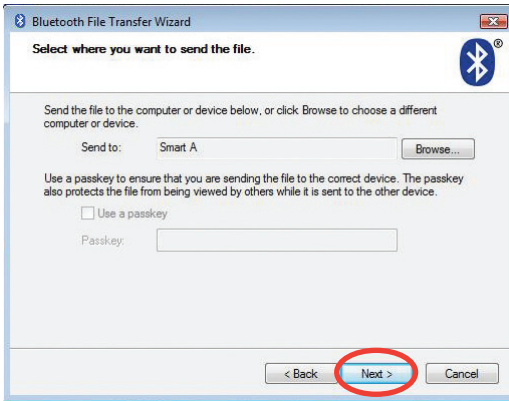 Bluetooth File Transfer Wizard
Select where you want to send the file.
®
Send the file to the computer or device below, or click Browse to choose a different
computer or device.
Send to: Smart A Browse...
Use a passkey to ensure that you are sending the file to the correct device. The passkey
also protects the file from being viewed by others while it is sent to the other device.
Use a passkey
Passkey:
< Back Next > Cancel